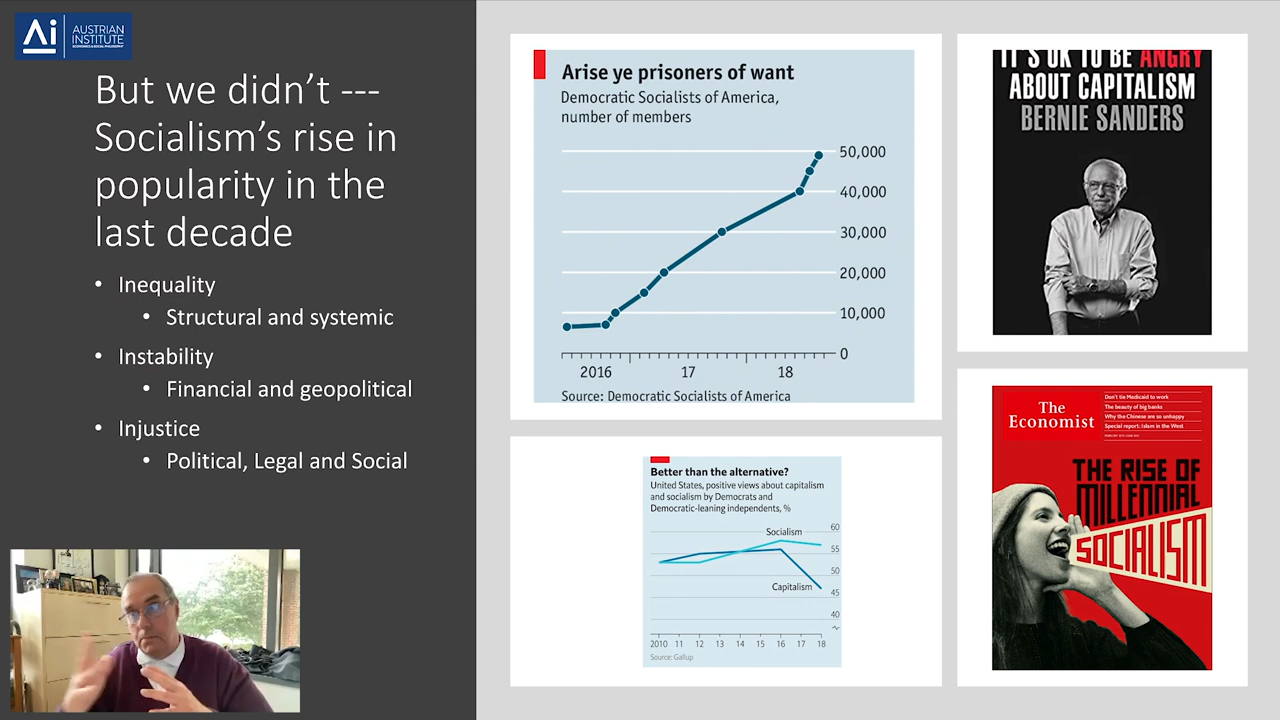 Ai
AUSTRIAN
INSTITUTE
ECONOMICS & SOCIAL PHILOSOPHY
But we didn’t ---
Socialism’s rise in
popularity in the
last decade
• Inequality
• Structural and systemic
• Instability
• Financial and geopolitical
• Injustice
• Political, Legal and Social
Arise ye prisoners of want
Democratic Socialists of America,
number of members
50,000
40,000
30,000
20,000
10,000
0
2016 17 18
Source: Democratic Socialists of America
IT'S OK TO BE ANGRY
ABOUT CAPITALISM
BERNIE SANDERS
Better than the alternative?
United States, positive views about capitalism
and socialism by Democrats and
Democratic-leaning independents, %
60
Socialism
55
50
Capitalism
45
40
2010 11 12 13 14 15 16 17 18
Source: Gallup
The
Economist
Don't tie Medicaid to work
The beauty of big banks
Why the Chinese are so unhappy
Special report: Islam in the West
THE RISE OF
MILLENNIAL
SOCIALISM